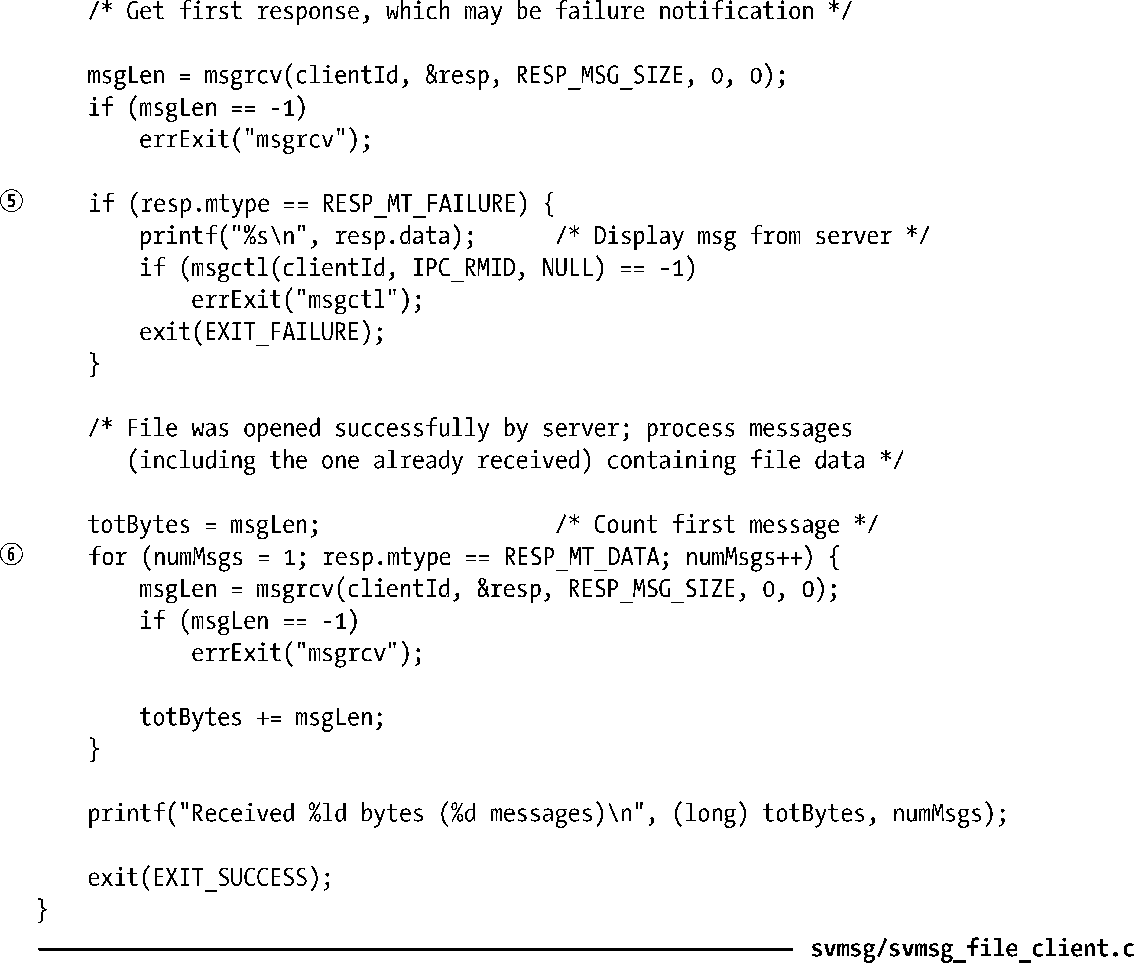 /* Get first response, which may be failure notification */
msgLen = msgrcv(clientId, &resp, RESP_MSG_SIZE, 0, 0);
if (msgLen == -1)
errExit("msgrcv");
⑤ if (resp.mtype == RESP_MT_FAILURE) {
printf("%s\n", resp.data); /* Display msg from server */
if (msgctl(clientId, IPC_RMID, NULL) == -1)
errExit("msgctl");
exit(EXIT_FAILURE);
}
/* File was opened successfully by server; process messages
(including the one already received) containing file data */
totBytes = msgLen; /* Count first message */
⑥ for (numMsgs = 1; resp.mtype == RESP_MT_DATA; numMsgs++) {
msgLen = msgrcv(clientId, &resp, RESP_MSG_SIZE, 0, 0);
if (msgLen == -1)
errExit("msgrcv");
totBytes += msgLen;
}
printf("Received %ld bytes (%d messages)\n", (long) totBytes, numMsgs);
exit(EXIT_SUCCESS);
}
svmsg/svmsg_file_client.c